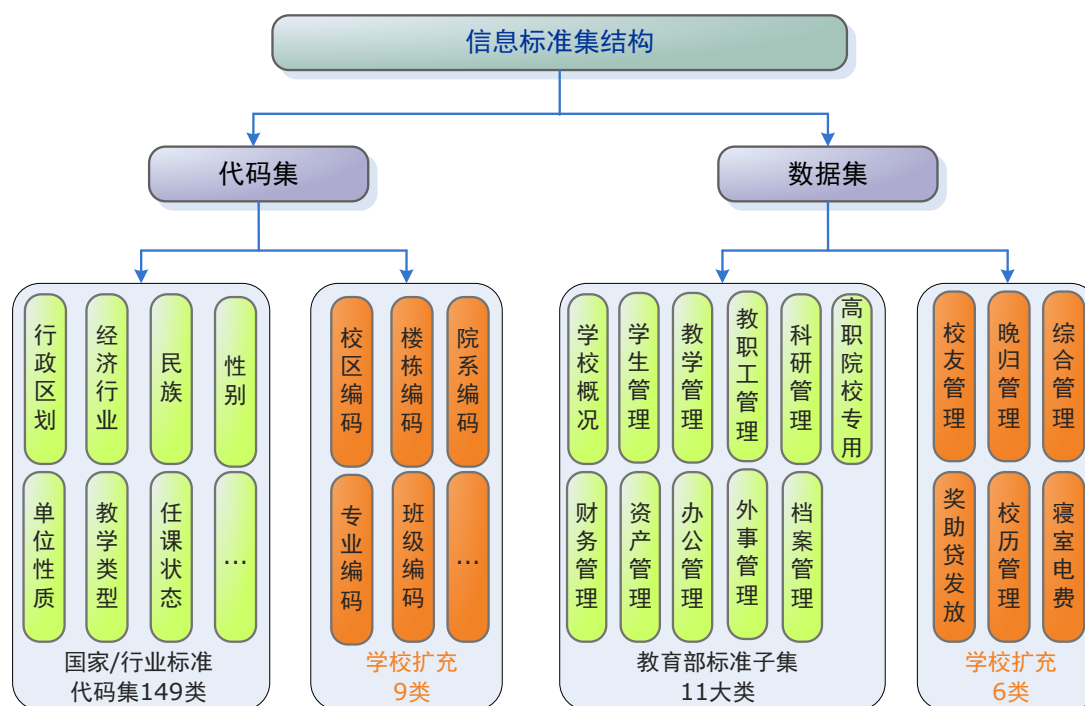 信息标准集结构
代码集
数据集
行政区划
经济行业
民族
性别
单位性质
教学类型
任课状态
...
国家/行业标准
代码集149类
校区编码
楼栋编码
院系编码
专业编码
班级编码
...
学校扩充
9类
学校概况
学生管理
教学管理
教职工管理
科研管理
高职院校专用
财务管理
资产管理
办公管理
外事管理
档案管理
教育部标准子集
11大类
校友管理
晚归管理
综合管理
奖助贷发放
校历管理
寝室电费
学校扩充
6类